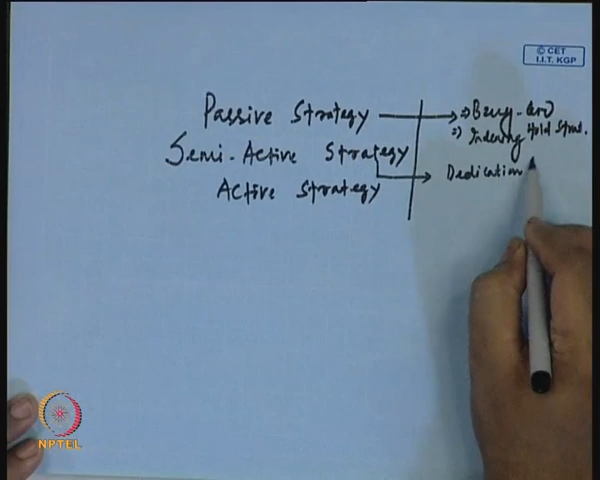 © CET
I.I.T. KGP
Passive Strategy → ⇒ Buy-and
⇒ Indexing Hold Strat.
Semi-Active Strategy → Dedication
Active Strategy
NPTEL